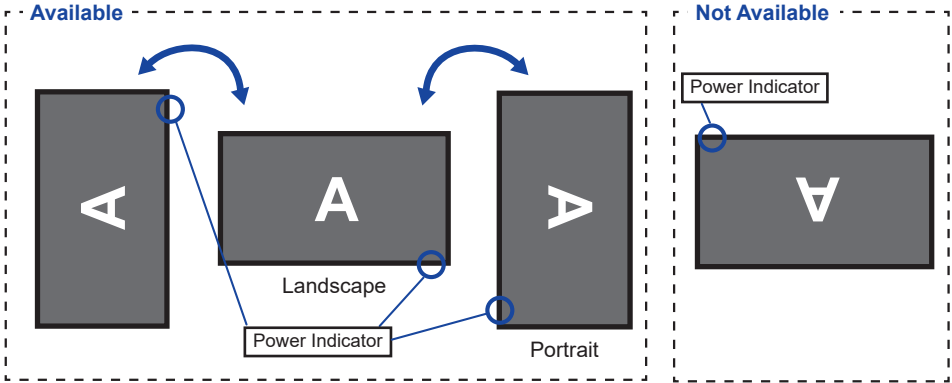 Available
Not Available
Power Indicator
A
A
A
A
Landscape
Power Indicator
Portrait